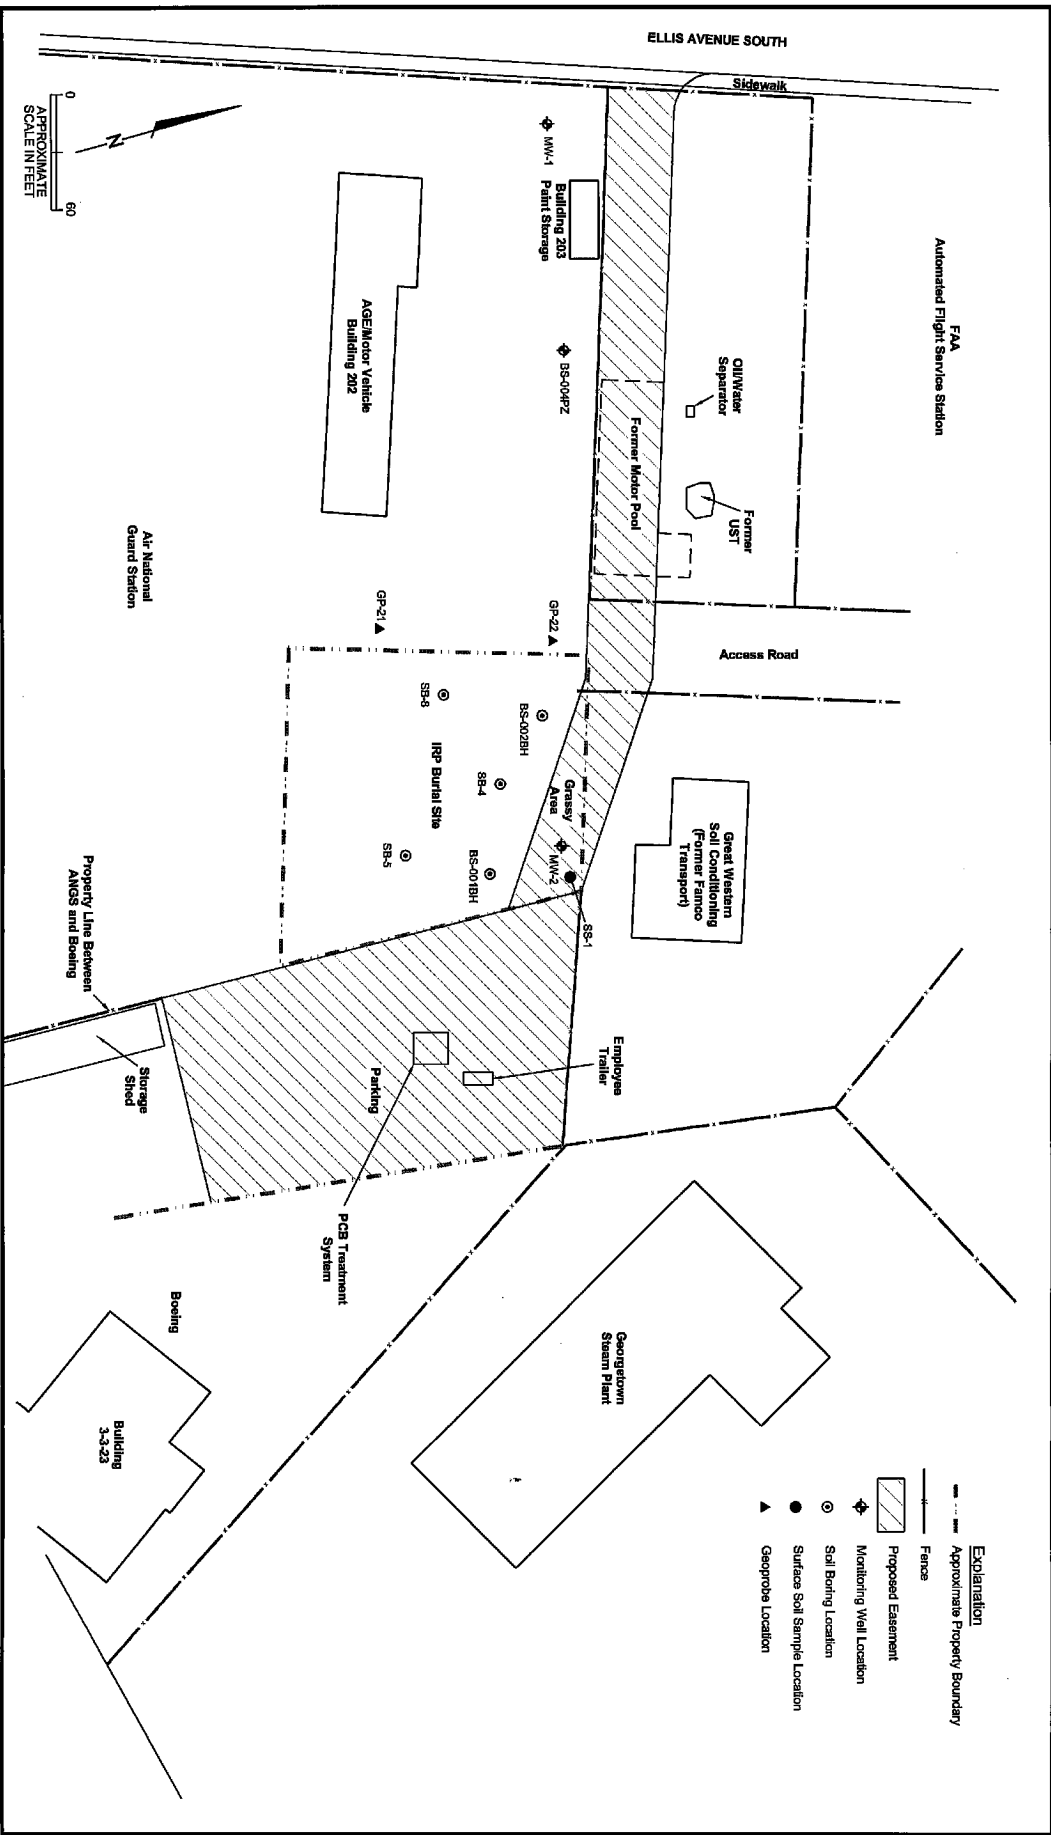 ELLIS AVENUE SOUTH
Sidewalk
FAA
Automated Flight Service Station
MW-1
Building 203
Paint Storage
N
0
60
APPROXIMATE
SCALE IN FEET
AGE/Motor Vehicle
Building 202
BS-004PZ
Oil/Water
Separator
Former Motor Pool
Former
UST
Air National
Guard Station
GP-21
GP-22
Access Road
SB-8
BS-002BH
IRP Burial Site
SB-4
Grassy
Area
MW-2
SB-5
BS-001BH
SS-1
Great Western
Soil Conditioning
(Former Famco
Transport)
Property Line Between
ANGS and Boeing
Storage
Shed
Parking
Employee
Trailer
PCB Treatment
System
Boeing
Georgetown
Steam Plant
Building
3-3-23
Explanation
Approximate Property Boundary
Fence
Proposed Easement
Monitoring Well Location
Soil Boring Location
Surface Soil Sample Location
Geoprobe Location